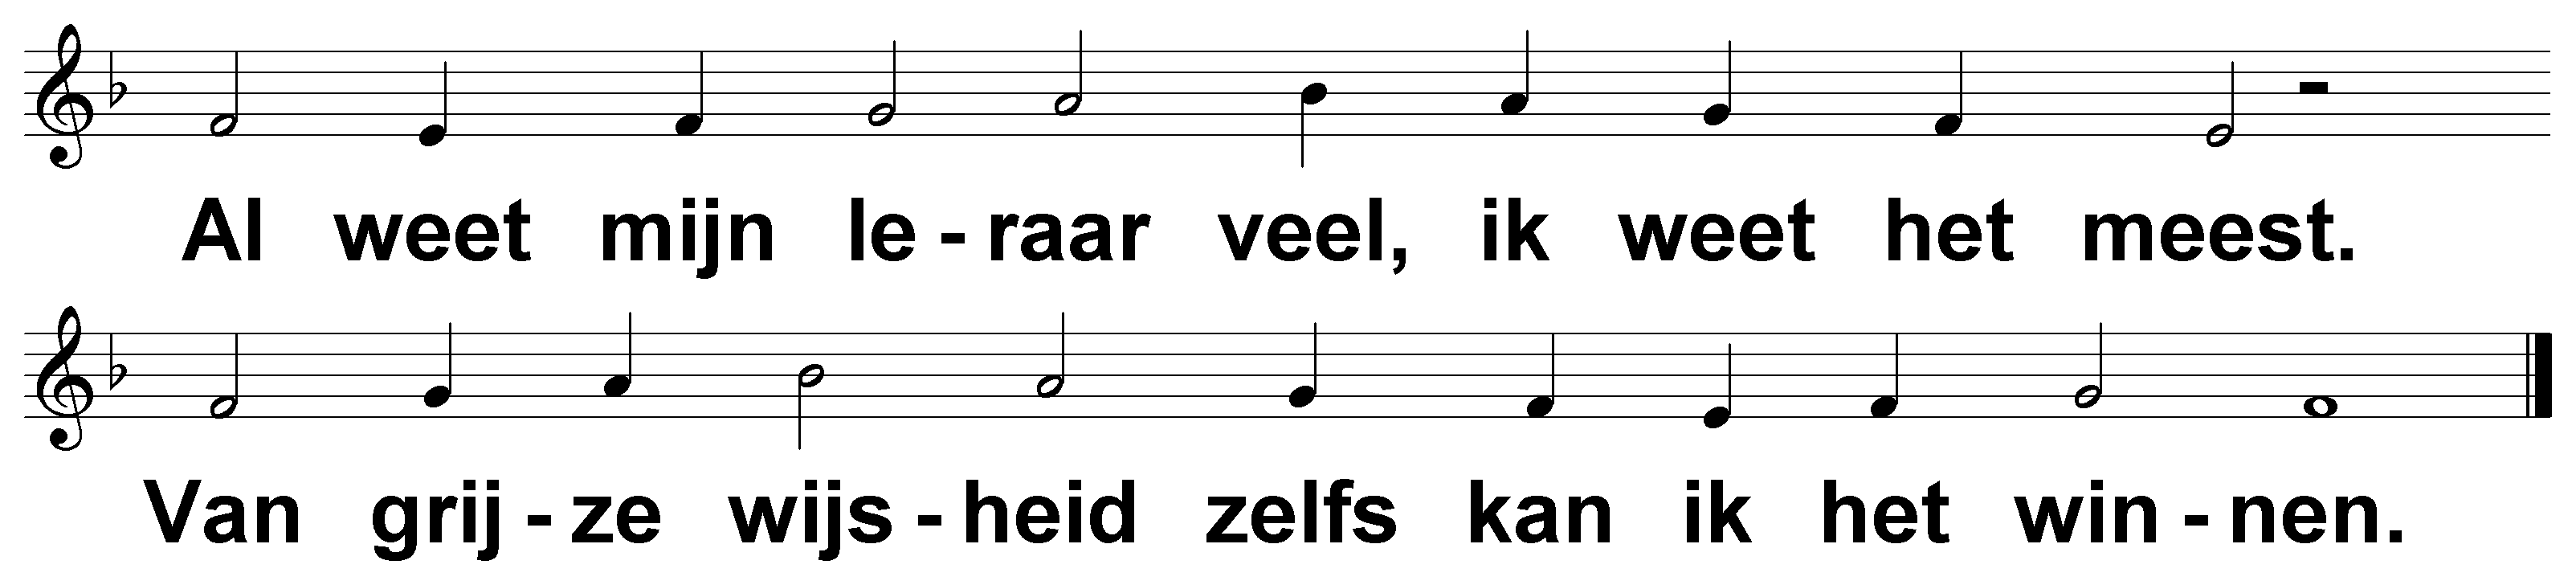 Al weet mijn le - raar veel, ik weet het meest.
Van grij - ze wijs - heid zelfs kan ik het win - nen.